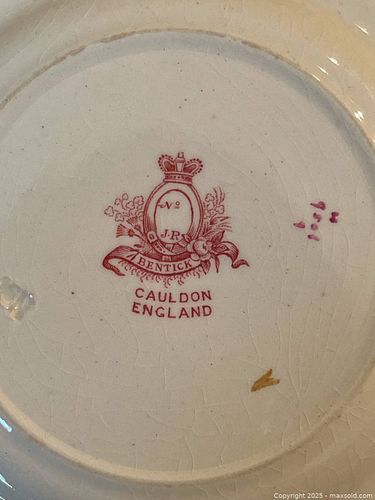 Nº
J.R.
BENTICK
CAULDON
ENGLAND
Copyright 2025 - maxsold.com